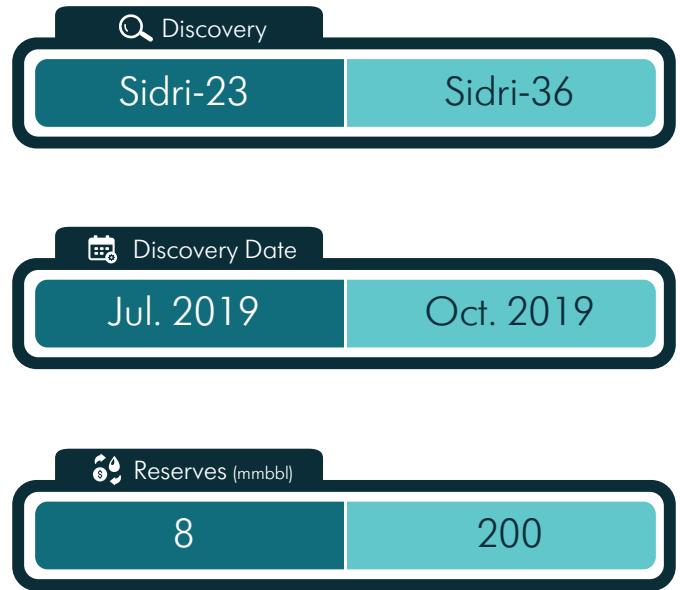 Discovery
Sidri-23 Sidri-36
Discovery Date
Jul. 2019 Oct. 2019
$ Reserves (mmbbl)
8 200